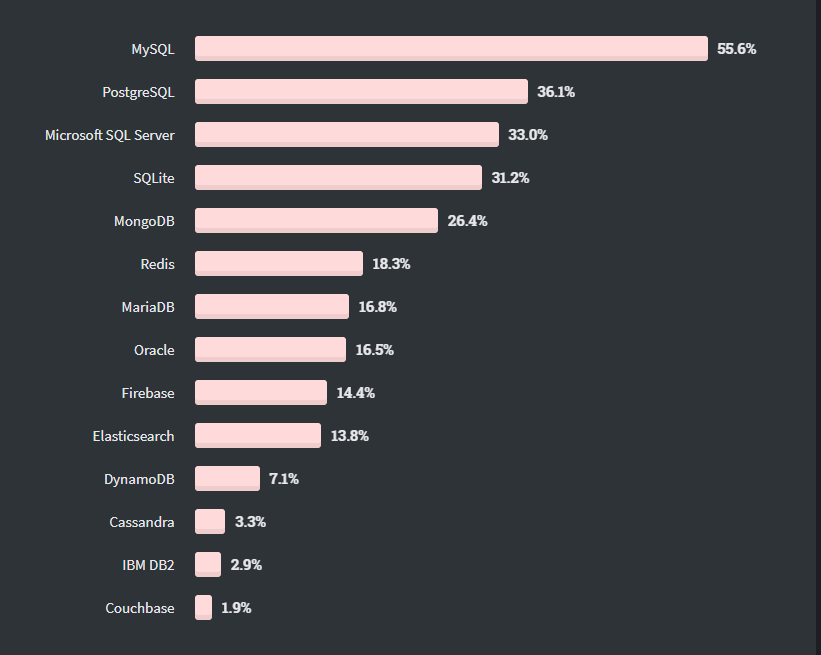 MySQL 55.6%
PostgreSQL 36.1%
Microsoft SQL Server 33.0%
SQLite 31.2%
MongoDB 26.4%
Redis 18.3%
MariaDB 16.8%
Oracle 16.5%
Firebase 14.4%
Elasticsearch 13.8%
DynamoDB 7.1%
Cassandra 3.3%
IBM DB2 2.9%
Couchbase 1.9%